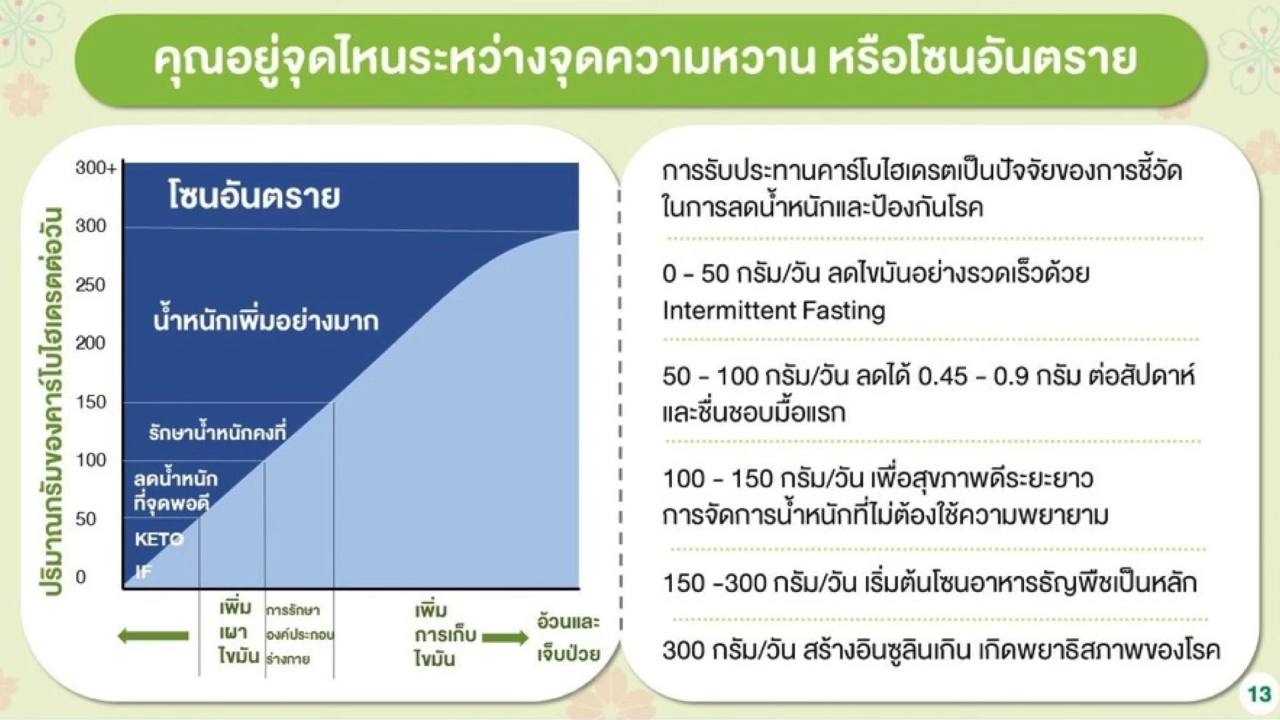 คุณอยู่จุดไหนระหว่างจุดความหวาน หรือโซนอันตราย
ปริมาณกรัมของคาร์โบไฮเดรตต่อวัน
300+
300
250
200
150
100
50
0
โซนอันตราย
น้ำหนักเพิ่มอย่างมาก
รักษาน้ำหนักคงที่
ลดน้ำหนัก
ที่จุดพอดี
KETO
IF
เพิ่ม
เผา
ไขมัน
การรักษา
องค์ประกอบ
ร่างกาย
เพิ่ม
การเก็บ
ไขมัน
อ้วนและ
เจ็บป่วย
การรับประทานคาร์โบไฮเดรตเป็นปัจจัยของการชี้วัด
ในการลดน้ำหนักและป้องกันโรค
0 - 50 กรัม/วัน ลดไขมันอย่างรวดเร็วด้วย
Intermittent Fasting
50 - 100 กรัม/วัน ลดได้ 0.45 - 0.9 กรัม ต่อสัปดาห์
และชื่นชอบมื้อแรก
100 - 150 กรัม/วัน เพื่อสุขภาพดีระยะยาว
การจัดการน้ำหนักที่ไม่ต้องใช้ความพยายาม
150 -300 กรัม/วัน เริ่มต้นโซนอาหารธัญพืชเป็นหลัก
300 กรัม/วัน สร้างอินซูลินเกิน เกิดพยาธิสภาพของโรค
13